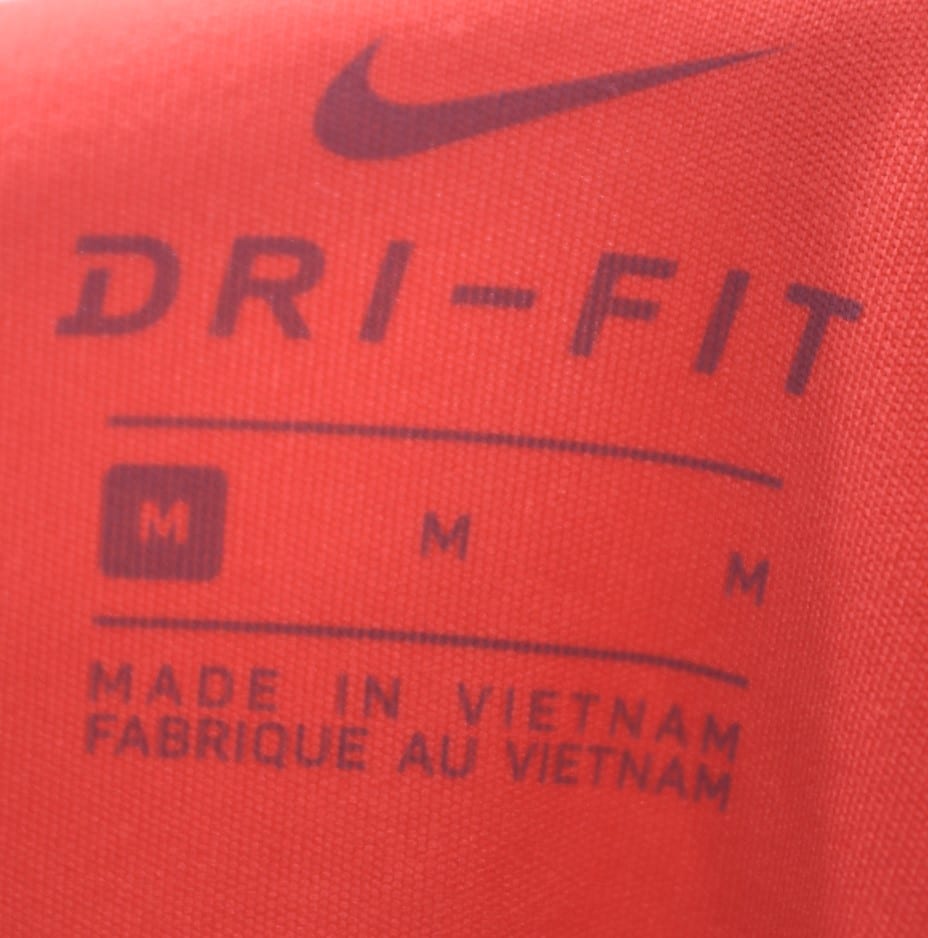 DRI-FIT
M M M
MADE IN VIETNAM
FABRIQUE AU VIETNAM